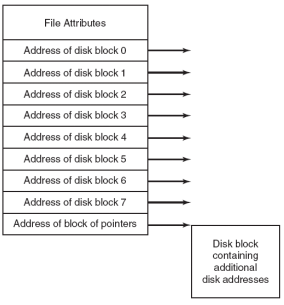 File Attributes
Address of disk block 0
Address of disk block 1
Address of disk block 2
Address of disk block 3
Address of disk block 4
Address of disk block 5
Address of disk block 6
Address of disk block 7
Address of block of pointers
Disk block
containing
additional
disk addresses